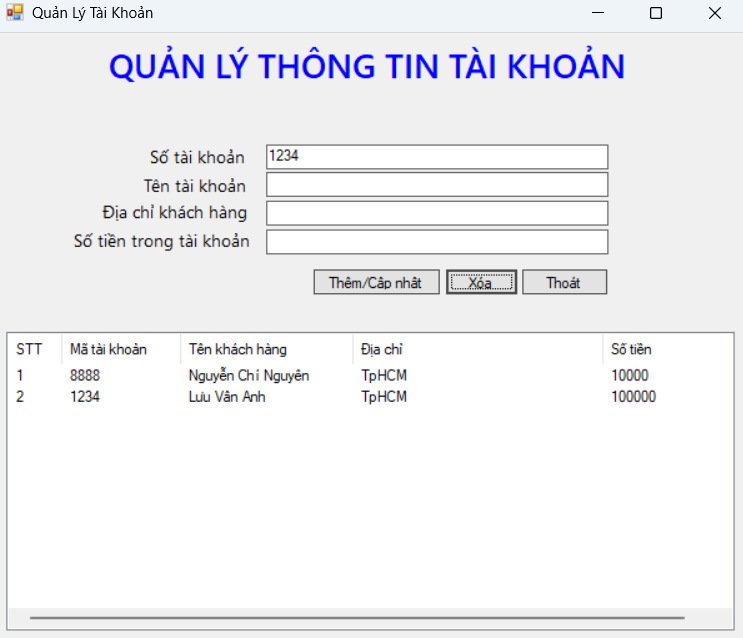 Quản Lý Tài Khoản
QUẢN LÝ THÔNG TIN TÀI KHOẢN
Số tài khoản 1234
Tên tài khoản
Địa chỉ khách hàng
Số tiền trong tài khoản
Thêm/Cập nhật Xóa Thoát
STT Mã tài khoản Tên khách hàng Địa chỉ Số tiền
1 8888 Nguyễn Chí Nguyên TpHCM 10000
2 1234 Lưu Vân Anh TpHCM 100000